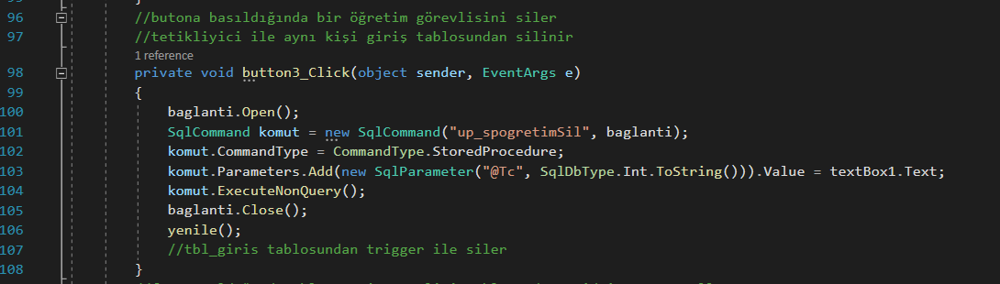 96 //butona basıldığında bir öğretim görevlisini siler
97 //tetikliyici ile aynı kişi giriş tablosundan silinir
1 reference
98 private void button3_Click(object sender, EventArgs e)
99 {
100 baglanti.Open();
101 SqlCommand komut = new SqlCommand("up_spogretimSil", baglanti);
102 komut.CommandType = CommandType.StoredProcedure;
103 komut.Parameters.Add(new SqlParameter("@Tc", SqlDbType.Int.ToString())).Value = textBox1.Text;
104 komut.ExecuteNonQuery();
105 baglanti.Close();
106 yenile();
107 //tbl_giris tablosundan trigger ile siler
108 }